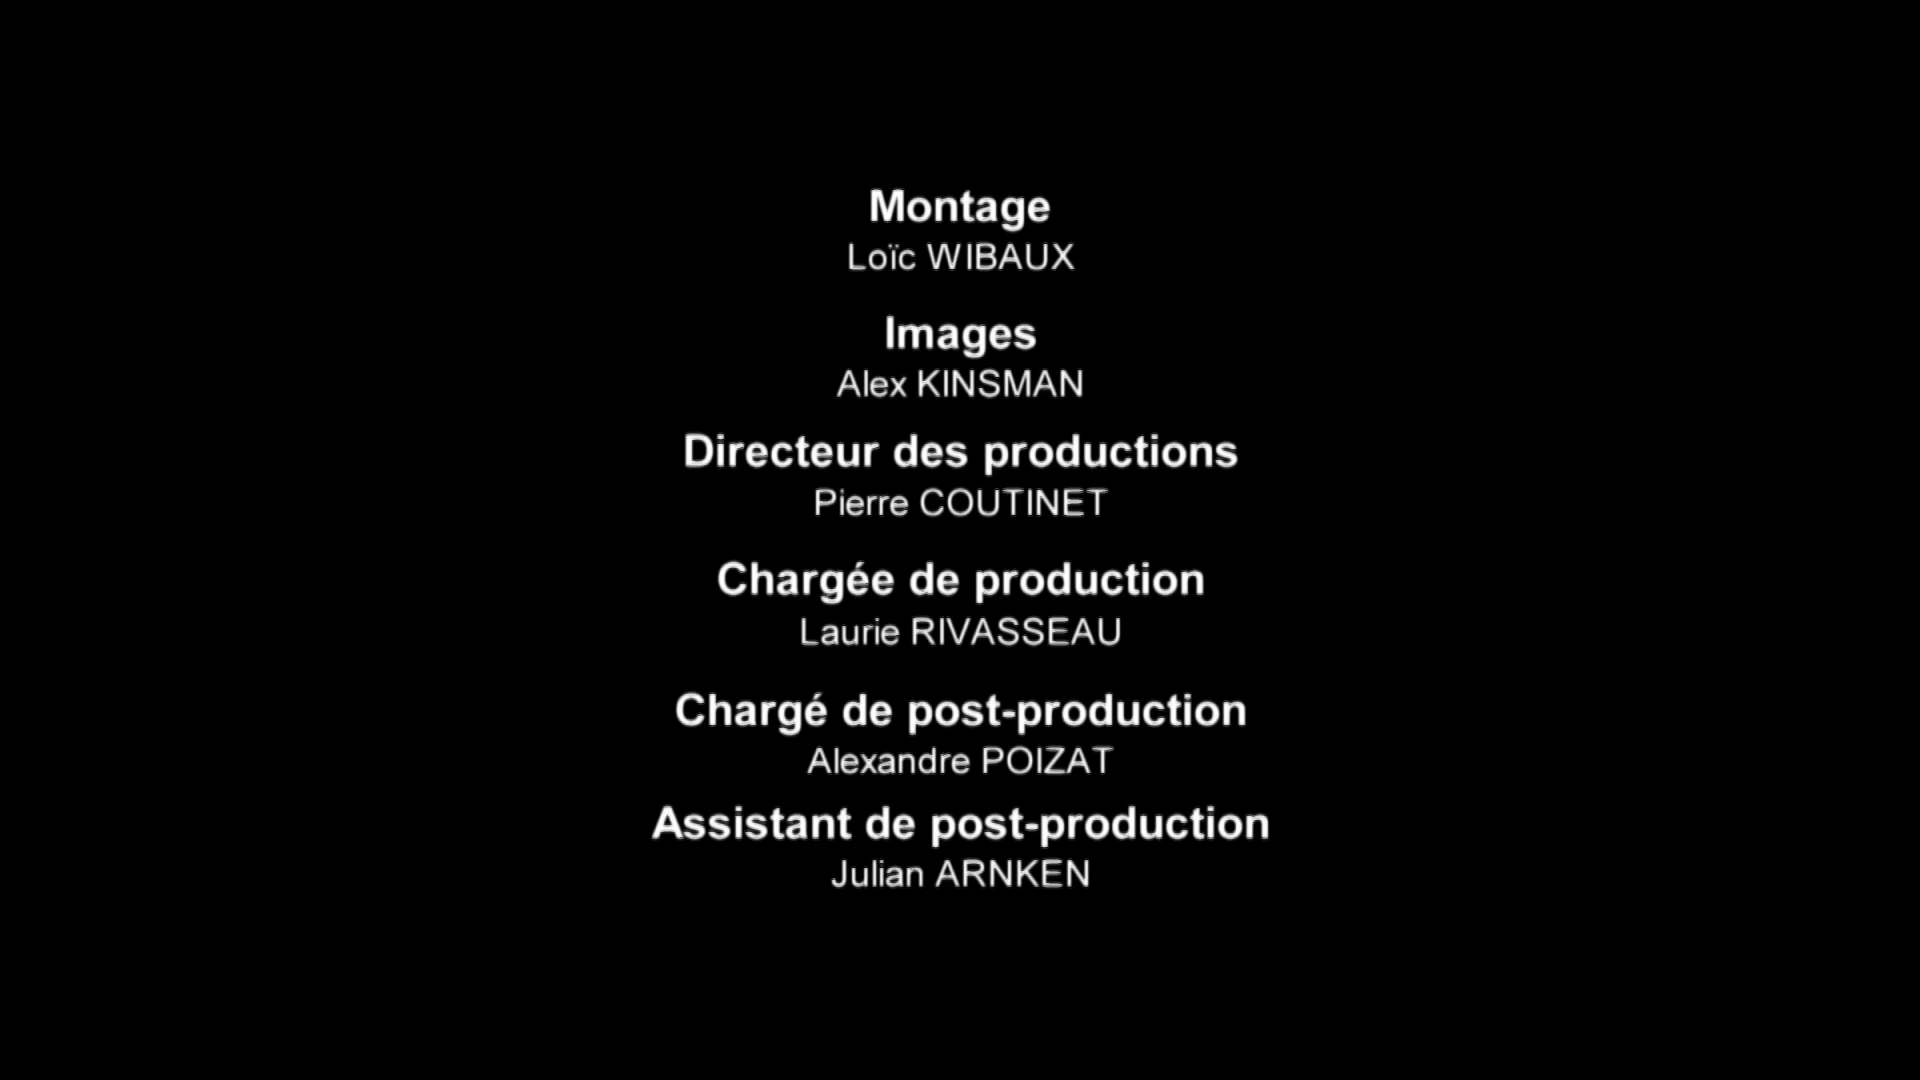 Montage
Loïc WIBAUX
Images
Alex KINSMAN
Directeur des productions
Pierre COUTINET
Chargée de production
Laurie RIVASSEAU
Chargé de post-production
Alexandre POIZAT
Assistant de post-production
Julian ARNKEN